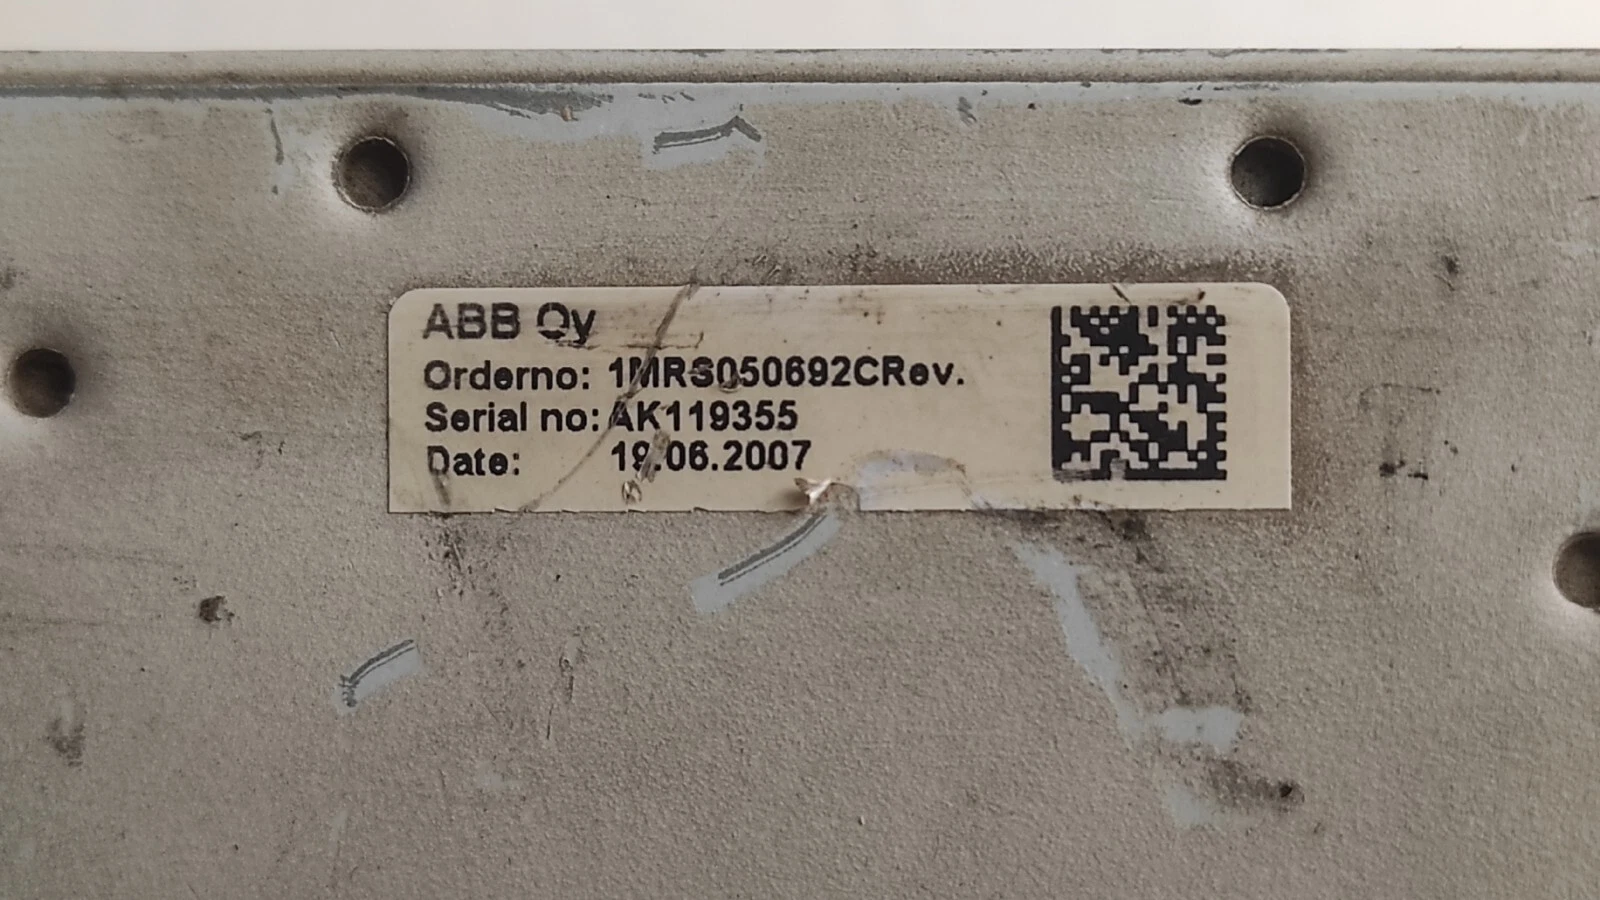 ABB Oy
Orderno: 1MRS050692CRev.
Serial no: AK119355
Date: 19.06.2007